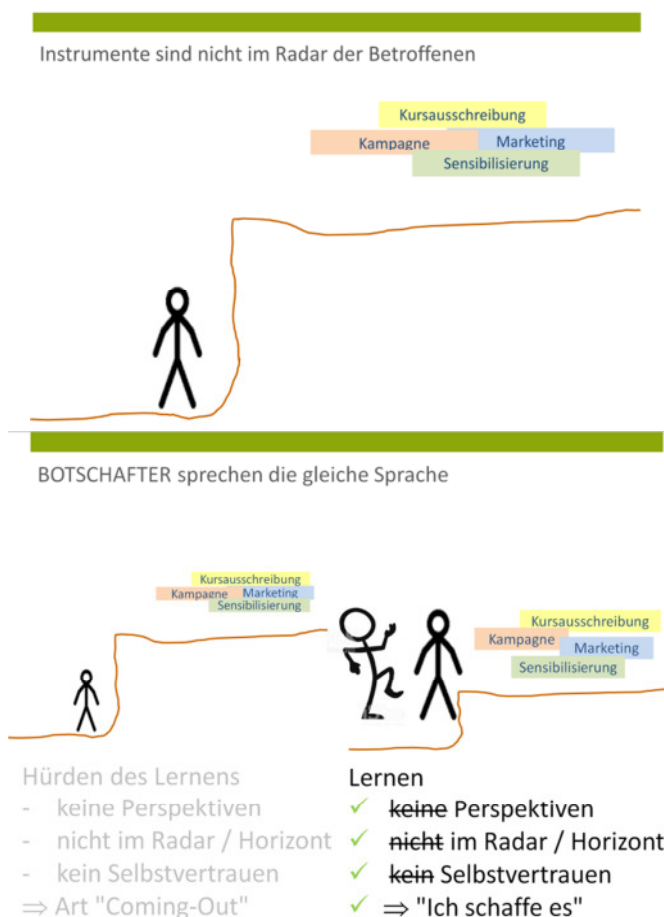 Instrumente sind nicht im Radar der Betroffenen
Kursausschreibung
Kampagne Marketing
Sensibilisierung
BOTSCHAFTER sprechen die gleiche Sprache
Kursausschreibung
Kampagne Marketing
Sensibilisierung
Kursausschreibung
Kampagne
Marketing
Sensibilisierung
Hürden des Lernens
- keine Perspektiven
- nicht im Radar / Horizont
- kein Selbstvertrauen
⇒ Art "Coming-Out"
Lernen
✓ keine Perspektiven
✓ nicht im Radar / Horizont
✓ kein Selbstvertrauen
✓ ⇒ "Ich schaffe es"